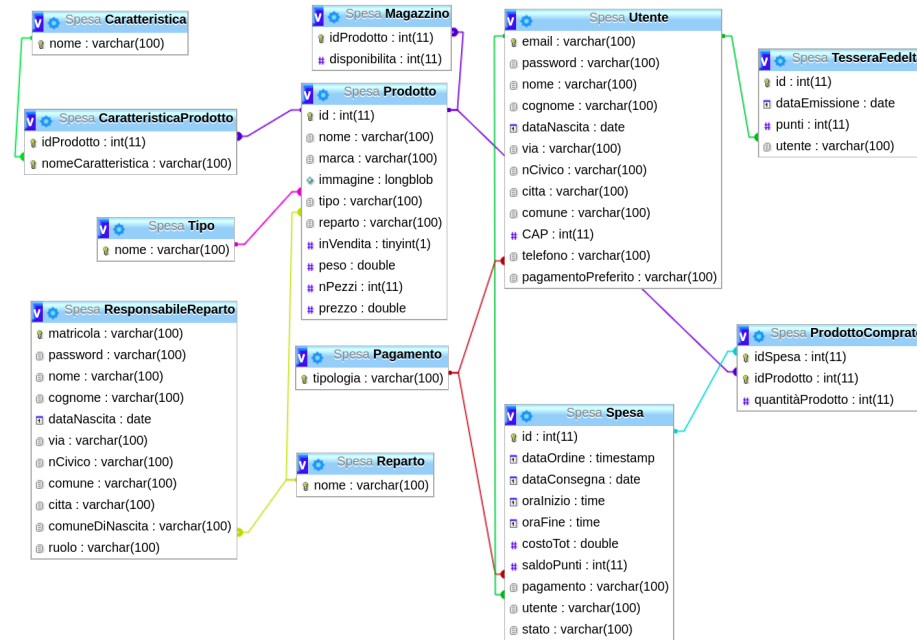 Spesa Caratteristica
nome : varchar(100)
Spesa Magazzino
idProdotto : int(11)
disponibilita : int(11)
Spesa Utente
email : varchar(100)
password : varchar(100)
nome : varchar(100)
cognome : varchar(100)
dataNascita : date
via : varchar(100)
nCivico : varchar(100)
citta : varchar(100)
comune : varchar(100)
CAP : int(11)
telefono : varchar(100)
pagamentoPreferito : varchar(100)
Spesa TesseraFedelt
id : int(11)
dataEmissione : date
punti : int(11)
utente : varchar(100)
Spesa CaratteristicaProdotto
idProdotto : int(11)
nomeCaratteristica : varchar(100)
Spesa Prodotto
id : int(11)
nome : varchar(100)
marca : varchar(100)
immagine : longblob
tipo : varchar(100)
reparto : varchar(100)
inVendita : tinyint(1)
peso : double
nPezzi : int(11)
prezzo : double
Spesa Tipo
nome : varchar(100)
Spesa ResponsabileReparto
matricola : varchar(100)
password : varchar(100)
nome : varchar(100)
cognome : varchar(100)
dataNascita : date
via : varchar(100)
nCivico : varchar(100)
comune : varchar(100)
citta : varchar(100)
comuneDiNascita : varchar(100)
ruolo : varchar(100)
Spesa Pagamento
tipologia : varchar(100)
Spesa Reparto
nome : varchar(100)
Spesa Spesa
id : int(11)
dataOrdine : timestamp
dataConsegna : date
oraInizio : time
oraFine : time
costoTot : double
saldoPunti : int(11)
pagamento : varchar(100)
utente : varchar(100)
stato : varchar(100)
Spesa ProdottoComprat
idSpesa : int(11)
idProdotto : int(11)
quantitàProdotto : int(11)